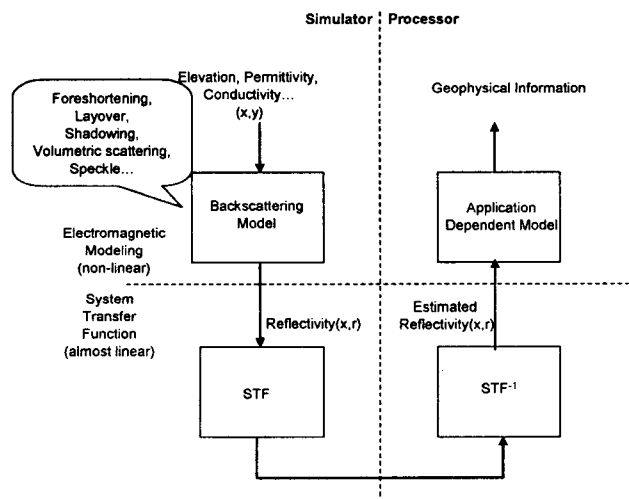 Simulator
Processor
Elevation, Permittivity,
Conductivity...
(x,y)
Geophysical Information
Foreshortening,
Layover,
Shadowing,
Volumetric scattering,
Speckle...
Backscattering
Model
Application
Dependent Model
Electromagnetic
Modeling
(non-linear)
System
Transfer
Function
(almost linear)
Reflectivity(x,r)
Estimated
Reflectivity(x,r)
STF
STF-1